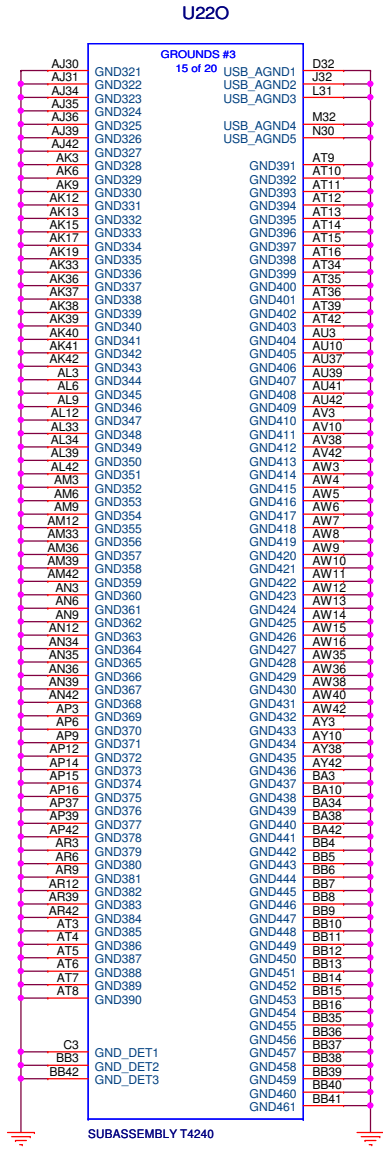 U22O
GROUNDS #3
15 of 20
AJ30 GND321 USB_AGND1 D32
AJ31 GND322 USB_AGND2 J32
AJ34 GND323 USB_AGND3 L31
AJ35 GND324
AJ36 GND325 USB_AGND4 M32
AJ39 GND326 USB_AGND5 N30
AJ42 GND327
AK3 GND328 GND391 AT9
AK6 GND329 GND392 AT10
AK9 GND330 GND393 AT11
AK12 GND331 GND394 AT12
AK13 GND332 GND395 AT13
AK15 GND333 GND396 AT14
AK17 GND334 GND397 AT15
AK19 GND335 GND398 AT16
AK33 GND336 GND399 AT34
AK36 GND337 GND400 AT35
AK37 GND338 GND401 AT36
AK38 GND339 GND402 AT39
AK39 GND340 GND403 AT42
AK40 GND341 GND404 AU3
AK41 GND342 GND405 AU10
AK42 GND343 GND406 AU37
AL3 GND344 GND407 AU39
AL6 GND345 GND408 AU41
AL9 GND346 GND409 AU42
AL12 GND347 GND410 AV3
AL33 GND348 GND411 AV10
AL34 GND349 GND412 AV38
AL39 GND350 GND413 AV42
AL42 GND351 GND414 AW3
AM3 GND352 GND415 AW4
AM6 GND353 GND416 AW5
AM9 GND354 GND417 AW6
AM12 GND355 GND418 AW7
AM33 GND356 GND419 AW8
AM36 GND357 GND420 AW9
AM39 GND358 GND421 AW10
AM42 GND359 GND422 AW11
AN3 GND360 GND423 AW12
AN6 GND361 GND424 AW13
AN9 GND362 GND425 AW14
AN12 GND363 GND426 AW15
AN34 GND364 GND427 AW16
AN35 GND365 GND428 AW35
AN36 GND366 GND429 AW36
AN39 GND367 GND430 AW38
AN42 GND368 GND431 AW40
AP3 GND369 GND432 AW42
AP6 GND370 GND433 AY3
AP9 GND371 GND434 AY10
AP12 GND372 GND435 AY38
AP14 GND373 GND436 AY42
AP15 GND374 GND437 BA3
AP16 GND375 GND438 BA10
AP37 GND376 GND439 BA34
AP39 GND377 GND440 BA38
AP42 GND378 GND441 BA42
AR3 GND379 GND442 BB4
AR6 GND380 GND443 BB5
AR9 GND381 GND444 BB6
AR12 GND382 GND445 BB7
AR39 GND383 GND446 BB8
AR42 GND384 GND447 BB9
AT3 GND385 GND448 BB10
AT4 GND386 GND449 BB11
AT5 GND387 GND450 BB12
AT6 GND388 GND451 BB13
AT7 GND389 GND452 BB14
AT8 GND390 GND453 BB15
GND454 BB16
GND455 BB35
GND456 BB36
C3 GND_DET1 GND457 BB37
BB3 GND_DET2 GND458 BB38
BB42 GND_DET3 GND459 BB39
GND460 BB40
GND461 BB41
SUBASSEMBLY T4240